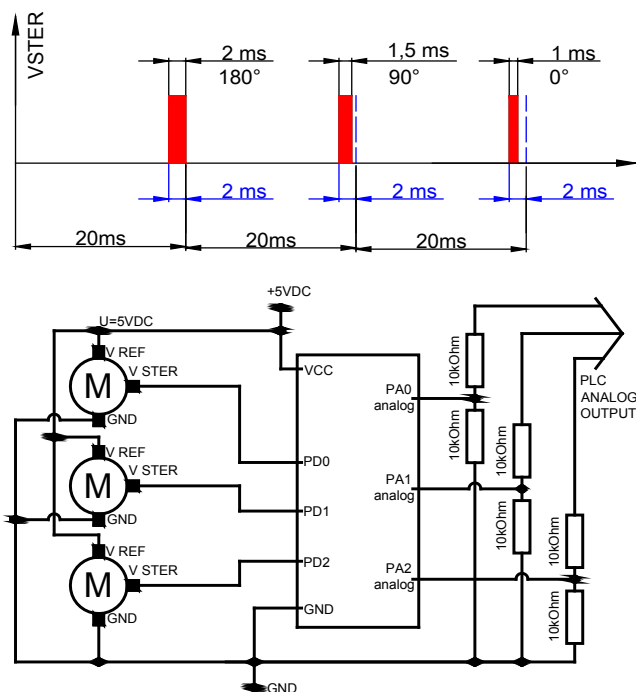 VSTER
2 ms
180°
1,5 ms
90°
1 ms
0°
2 ms
2 ms
2 ms
20ms
20ms
20ms
+5VDC
U=5VDC
V REF
M
V STER
GND
V REF
M
V STER
GND
V REF
M
V STER
GND
VCC
PD0
PD1
PD2
GND
PA0
analog
PA1
analog
PA2
analog
10kOhm
10kOhm
10kOhm
10kOhm
10kOhm
10kOhm
PLC
ANALOG
OUTPUT
GND